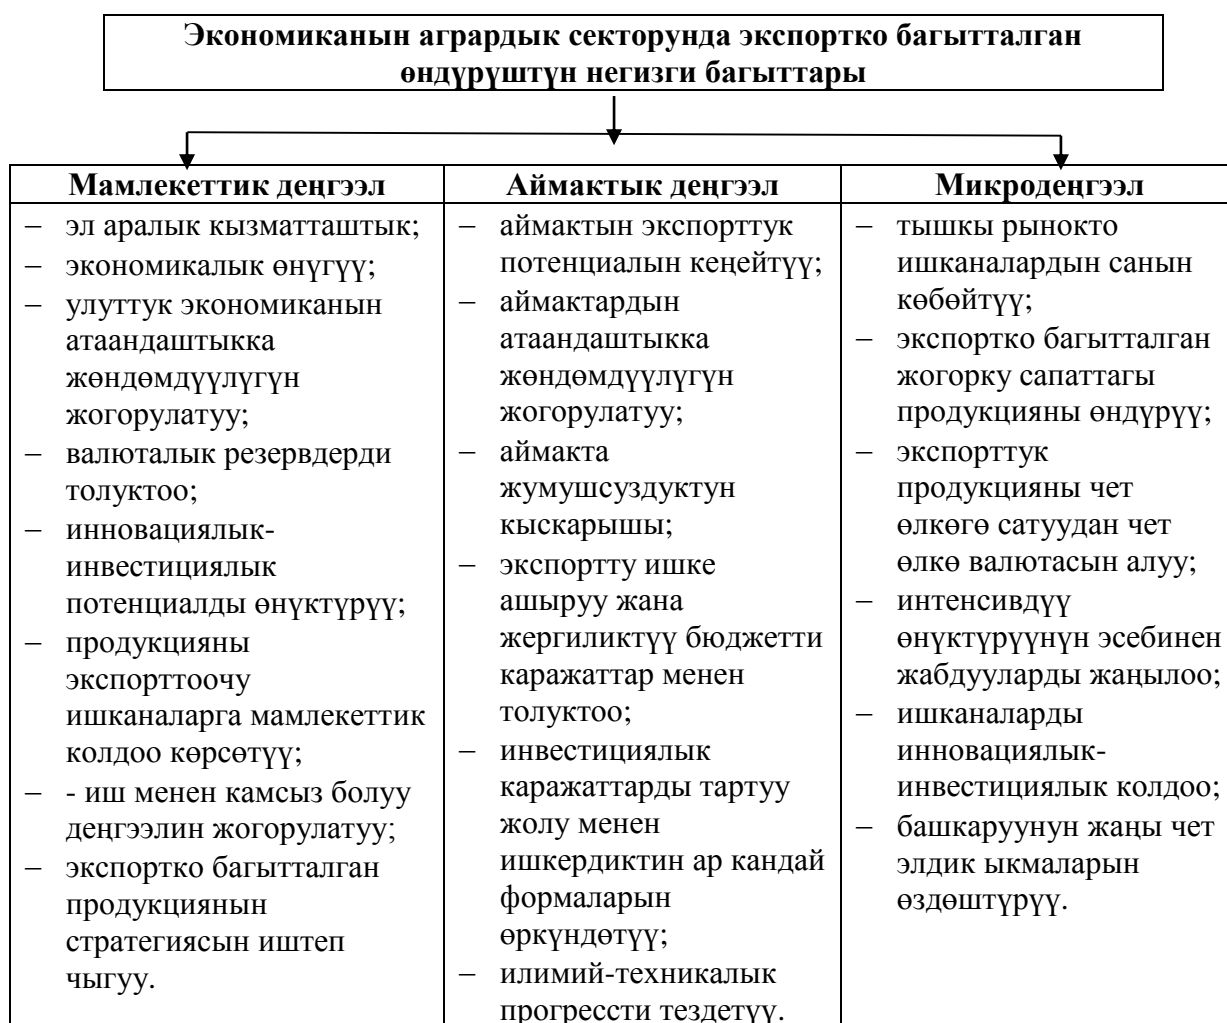 Экономиканын агрардык секторунда экспортко багытталган
өндүрүштүн негизги багыттары
Мамлекеттик деңгээл
– эл аралык кызматташтык;
– экономикалык өнүгүү;
– улуттук экономиканын
атаандаштыкка
жөндөмдүүлүгүн
жогорулатуу;
– валюталык резервдерди
толуктоо;
– инновациялык-
инвестициялык
потенциалды өнүктүрүү;
– продукцияны
экспорттоочу
ишканаларга мамлекеттик
колдоо көрсөтүү;
– - иш менен камсыз болуу
деңгээлин жогорулатуу;
– экспортко багытталган
продукциянын
стратегиясын иштеп
чыгуу.
Аймактык деңгээл
– аймактын экспорттук
потенциалын кеңейтүү;
– аймактардын
атаандаштыкка
жөндөмдүүлүгүн
жогорулатуу;
– аймакта
жумушсуздуктун
кыскарышы;
– экспортту ишке
ашыруу жана
жергиликтүү бюджетти
каражаттар менен
толуктоо;
– инвестициялык
каражаттарды тартуу
жолу менен
ишкердиктин ар кандай
формаларын
өркүндөтүү;
– илимий-техникалык
прогрессти тездетүү.
Микродеңгээл
– тышкы рынокто
ишканалардын санын
көбөйтүү;
– экспортко багытталган
жогорку сапаттагы
продукцияны өндүрүү;
– экспорттук
продукцияны чет
өлкөгө сатуудан чет
өлкө валютасын алуу;
– интенсивдүү
өнүктүрүүнүн эсебинен
жабдууларды жаңылоо;
– ишканаларды
инновациялык-
инвестициялык колдоо;
– башкаруунун жаңы чет
элдик ыкмаларын
өздөштүрүү.